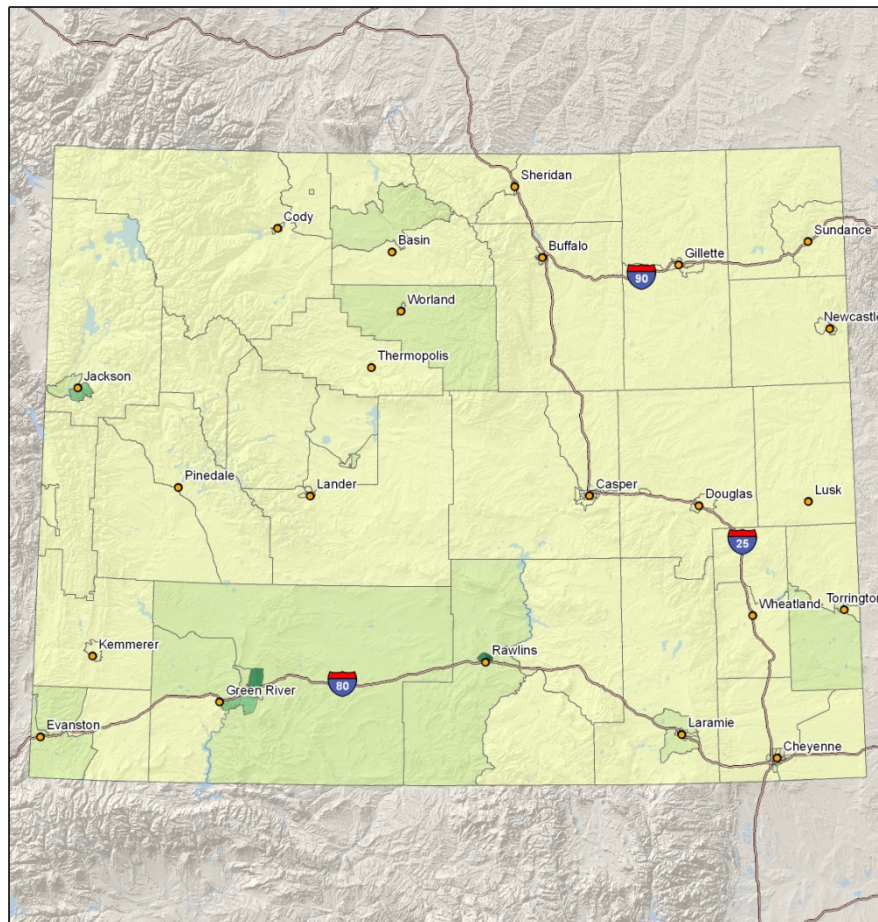 Sheridan
Cody
Sundance
Basin
Buffalo
Gillette
90
Worland
Newcastle
Thermopolis
Jackson
Pinedale
Lander
Casper
Douglas
Lusk
25
Torrington
Wheatland
Kemmerer
Rawlins
80
Green River
Evanston
Laramie
Cheyenne